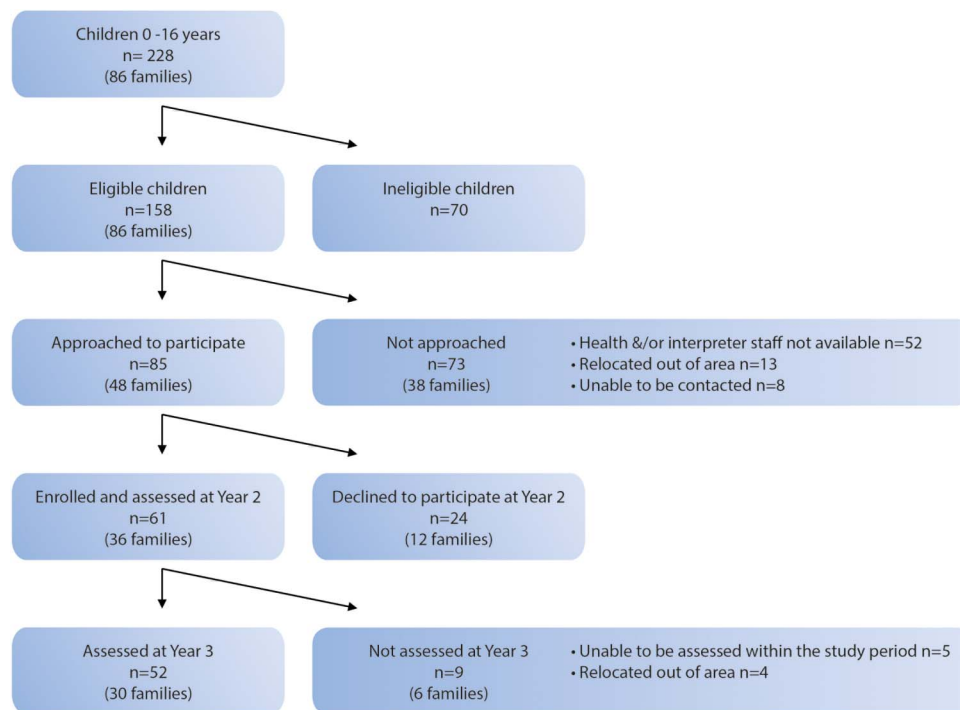 Children 0 -16 years
n= 228
(86 families)
Eligible children
n=158
(86 families)
Ineligible children
n=70
Approached to participate
n=85
(48 families)
Not approached
n=73
(38 families)
• Health &/or interpreter staff not available n=52
• Relocated out of area n=13
• Unable to be contacted n=8
Enrolled and assessed at Year 2
n=61
(36 families)
Declined to participate at Year 2
n=24
(12 families)
Assessed at Year 3
n=52
(30 families)
Not assessed at Year 3
n=9
(6 families)
• Unable to be assessed within the study period n=5
• Relocated out of area n=4